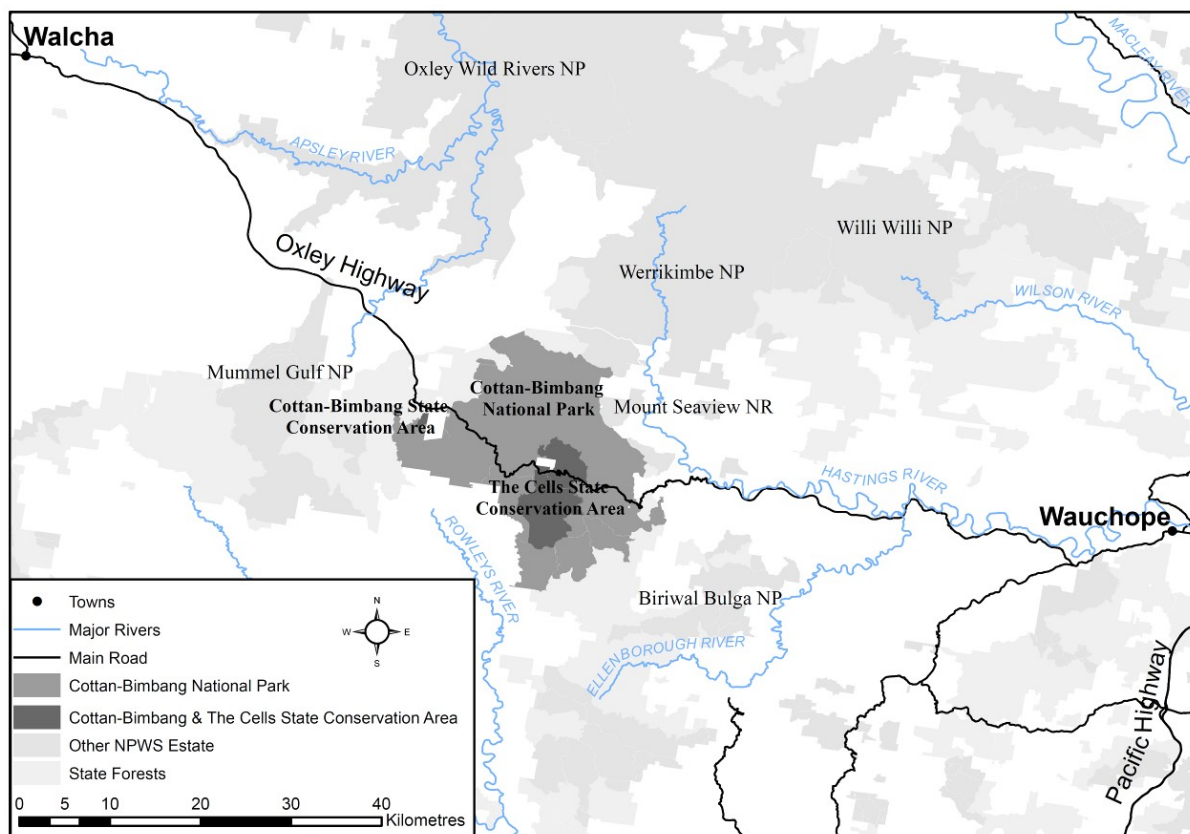 Walcha
Oxley Wild Rivers NP
MACLEAY RIVER
APSLEY RIVER
Willi Willi NP
Oxley Highway
Werrikimbe NP
WILSON RIVER
Mummel Gulf NP
Cottan-Bimbang
National Park
Cottan-Bimbang State
Conservation Area
Mount Seaview NR
HASTINGS RIVER
The Cells State
Conservation Area
Wauchope
ROWLEYS RIVER
Biriwal Bulga NP
ELLENBOROUGH RIVER
Pacific Highway
Towns
Major Rivers
Main Road
Cottan-Bimbang National Park
Cottan-Bimbang & The Cells State Conservation Area
Other NPWS Estate
State Forests
N
W E
S
0 5 10 20 30 40
Kilometres